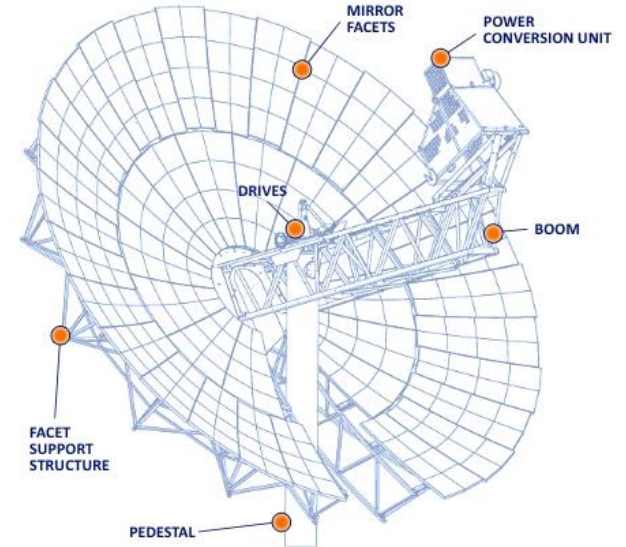 MIRROR
FACETS
POWER
CONVERSION UNIT
DRIVES
BOOM
FACET
SUPPORT
STRUCTURE
PEDESTAL